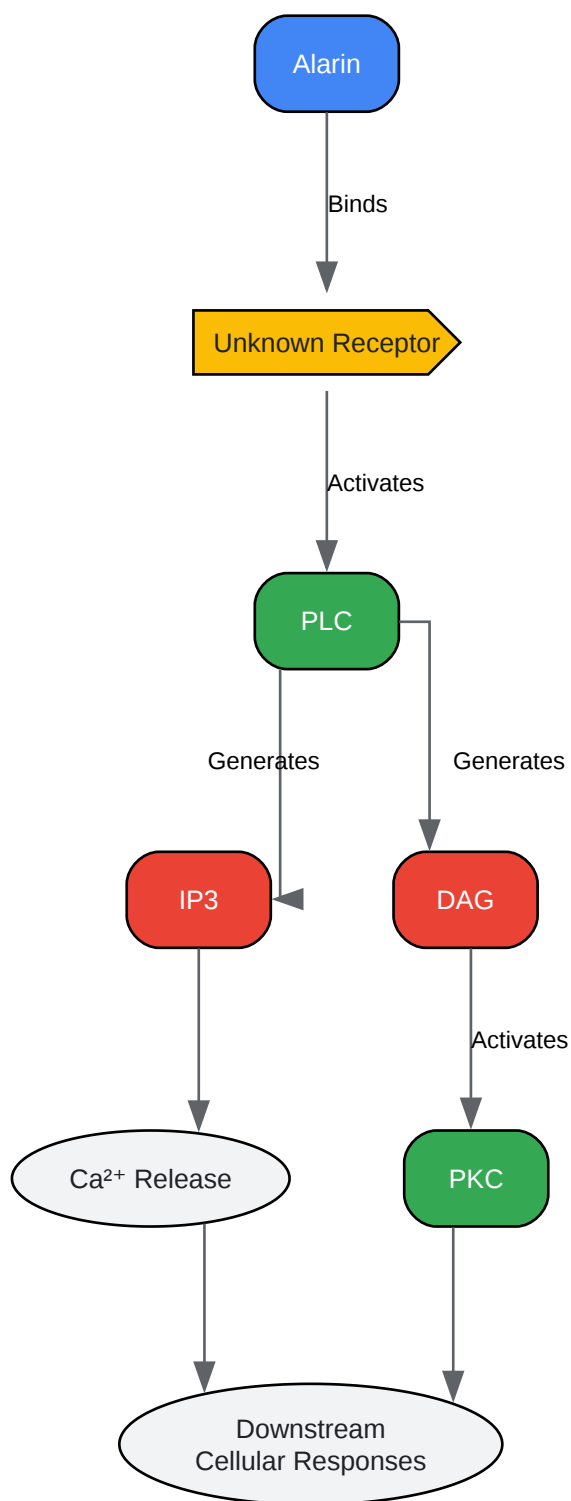 Alarin
Binds
Unknown Receptor
Activates
PLC
Generates
Generates
IP3
DAG
Activates
Ca²⁺ Release
PKC
Downstream
Cellular Responses